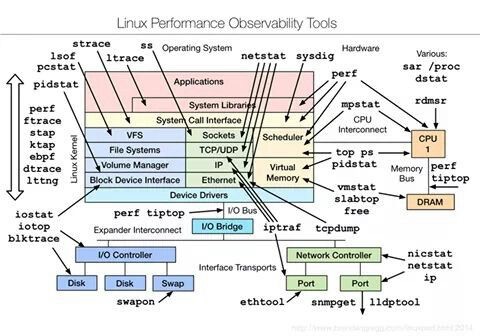 Linux Performance Observability Tools
strace
ss
Operating System
Hardware
Various:
lsof
ltrace
netstat
sysdig
sar /proc
pcstat
perf
dstat
pidstat
Applications
rdmsr
System Libraries
mpstat
perf
System Call Interface
CPU
Interconnect
ftrace
Linux Kernel
VFS
Sockets
Scheduler
CPU
1
stap
File Systems
TCP/UDP
ktap
top ps
ebpf
Volume Manager
IP
Virtual
Memory
pidstat
Memory
Bus
perf
tiptop
dtrace
Block Device Interface
Ethernet
vmstat
lttng
Device Drivers
slabtop
free
DRAM
iostat
perf tiptop
I/O Bus
iotop
I/O Bridge
iptraf
tcpdump
blktrace
Expander Interconnect
I/O Controller
Network Controller
nicstat
Interface Transports
netstat
Disk
Disk
Swap
Port
Port
ip
swapon
ethtool
snmpget
lldptool
http://www.brendangregg.com/linuxperf.html 2014